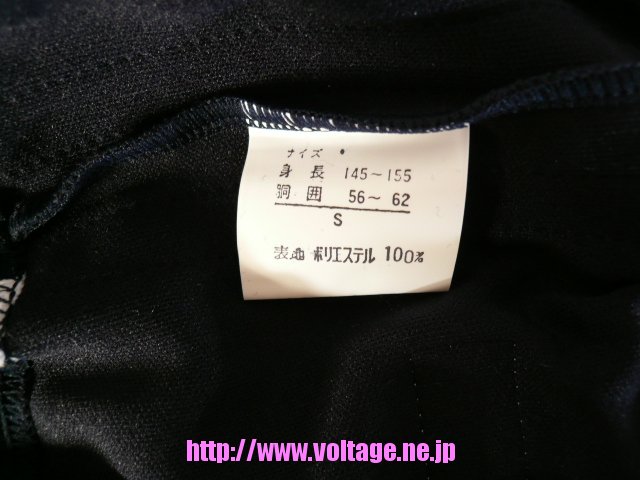 サイズ
身長 145～155
胴囲 56～ 62
S
表地 ポリエステル 100%
http://www.voltage.ne.jp